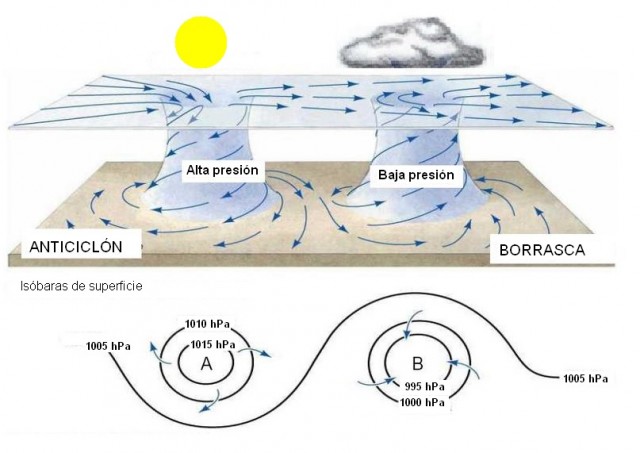 Alta presión
Baja presión
ANTICICLÓN
BORRASCA
Isóbaras de superficie
1010 hPa
1005 hPa
1015 hPa
A
B
995 hPa
1000 hPa
1005 hPa